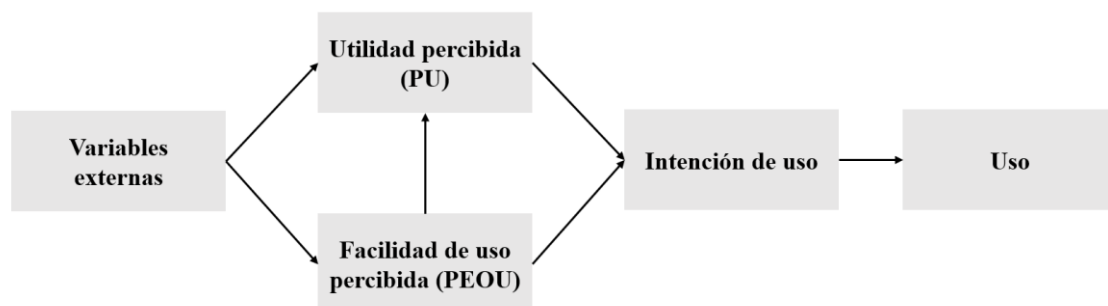 Utilidad percibida
(PU)
Variables
externas
Intención de uso
Uso
Facilidad de uso
percibida (PEOU)